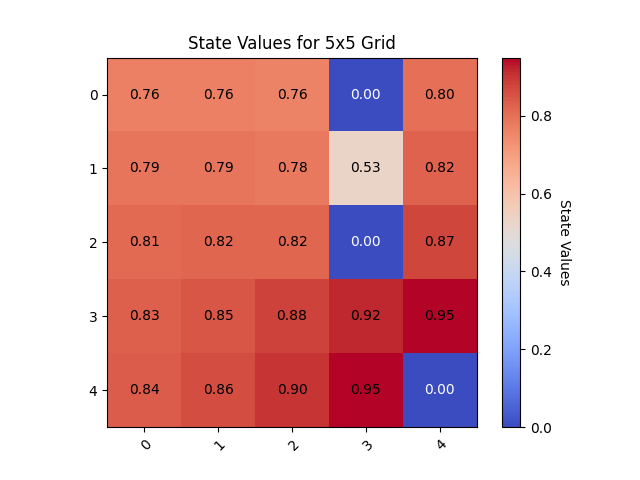 State Values for 5x5 Grid
0 0.76 0.76 0.76 0.00 0.80
1 0.79 0.79 0.78 0.53 0.82
2 0.81 0.82 0.82 0.00 0.87
3 0.83 0.85 0.88 0.92 0.95
4 0.84 0.86 0.90 0.95 0.00
0 1 2 3 4
0.8
0.6
0.4
0.2
0.0
State Values